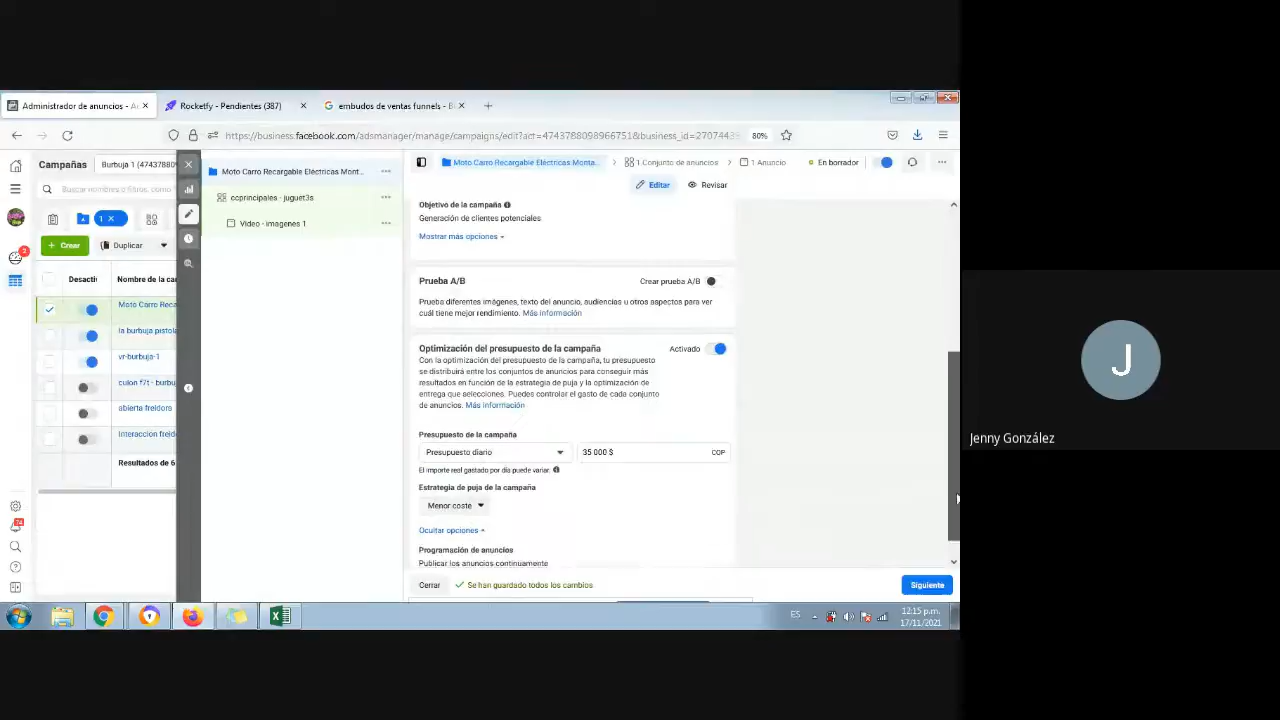 Administrador de anuncios - A
Rocketfy - Pendientes (387)
embudos de ventas funnels - B
https://business.facebook.com/adsmanager/manage/campaigns/edit?act=4743788098966751&business_id=27074439
80%
Campañas
Burbuja 1 (47437880
Buscar nombres o filtros, como
1 ×
Crear
Duplicar
Desacti
Nombre de la ca
Moto Carro Reca
la burbuja pistola
vr-burbuja-1
culon f7t - burbu
abierta freidora
Interaccion freid
Resultados de 6
2
74
Moto Carro Recargable Eléctricas Mont...
ccprincipales - juguet3s
Video - imagenes 1
Moto Carro Recargable Eléctricas Monta...
1 Conjunto de anuncios
1 Anuncio
En borrador
Editar
Revisar
Objetivo de la campaña
Generación de clientes potenciales
Mostrar más opciones
Prueba A/B
Crear prueba A/B
Prueba diferentes imágenes, texto del anuncio, audiencias u otros aspectos para ver
cuál tiene mejor rendimiento. Más información
Optimización del presupuesto de la campaña
Activado
Con la optimización del presupuesto de la campaña, tu presupuesto
se distribuirá entre los conjuntos de anuncios para conseguir más
resultados en función de la estrategia de puja y la optimización de
entrega que selecciones. Puedes controlar el gasto de cada conjunto
de anuncios. Más información
Presupuesto de la campaña
Presupuesto diario
35 000 $
COP
El importe real gastado por día puede variar.
Estrategia de puja de la campaña
Menor coste
Ocultar opciones
Programación de anuncios
Publicar los anuncios continuamente
Cerrar
Se han guardado todos los cambios
Siguiente
ES
12:15 p.m.
17/11/2021
J
Jenny González